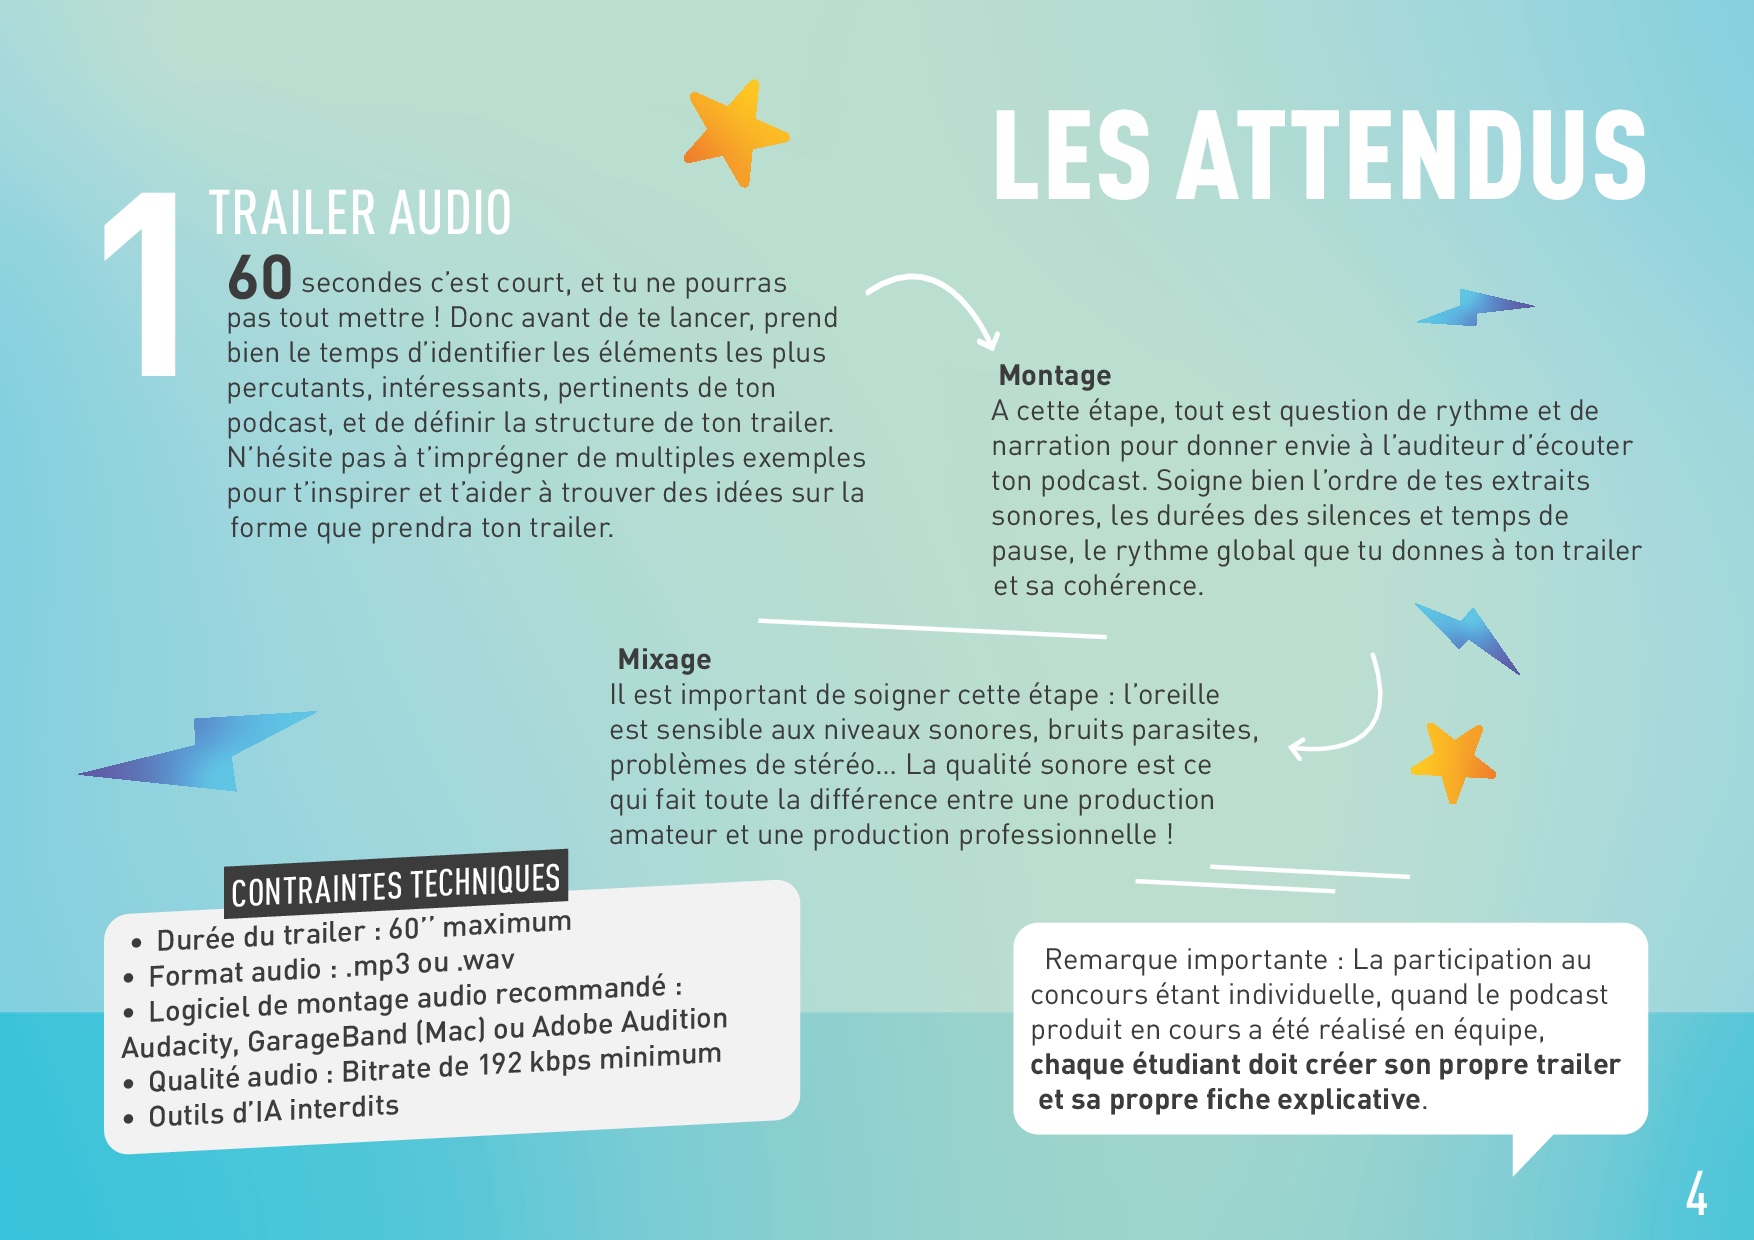 LES ATTENDUS
1
TRAILER AUDIO
60 secondes c’est court, et tu ne pourras
pas tout mettre ! Donc avant de te lancer, prend
bien le temps d’identifier les éléments les plus
percutants, intéressants, pertinents de ton
podcast, et de définir la structure de ton trailer.
N’hésite pas à t’imprégner de multiples exemples
pour t’inspirer et t’aider à trouver des idées sur la
forme que prendra ton trailer.
Montage
A cette étape, tout est question de rythme et de
narration pour donner envie à l’auditeur d’écouter
ton podcast. Soigne bien l’ordre de tes extraits
sonores, les durées des silences et temps de
pause, le rythme global que tu donnes à ton trailer
et sa cohérence.
Mixage
Il est important de soigner cette étape : l’oreille
est sensible aux niveaux sonores, bruits parasites,
problèmes de stéréo... La qualité sonore est ce
qui fait toute la différence entre une production
amateur et une production professionnelle !
CONTRAINTES TECHNIQUES
• Durée du trailer : 60’’ maximum
• Format audio : .mp3 ou .wav
• Logiciel de montage audio recommandé :
Audacity, GarageBand (Mac) ou Adobe Audition
• Qualité audio : Bitrate de 192 kbps minimum
• Outils d’IA interdits
Remarque importante : La participation au
concours étant individuelle, quand le podcast
produit en cours a été réalisé en équipe,
chaque étudiant doit créer son propre trailer
et sa propre fiche explicative.
4